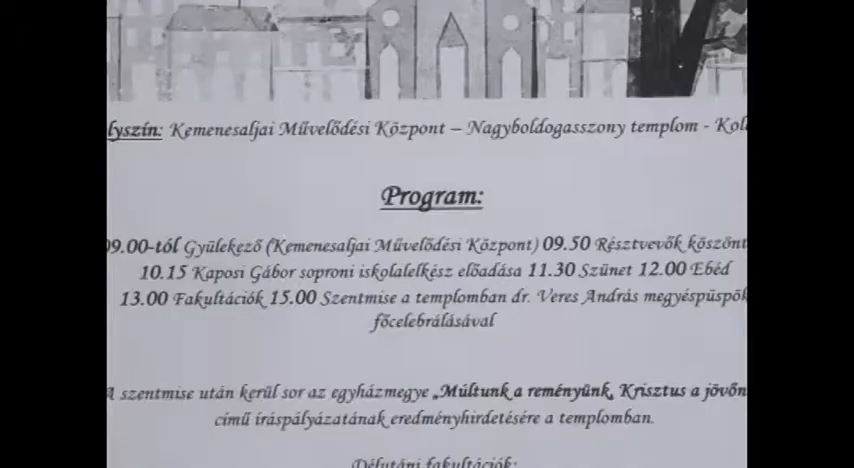 lyszín: Kemenesaljai Művelődési Központ – Nagyboldogasszony templom - Kol
Program:
09.00-tól Gyülekező (Kemenesaljai Művelődési Központ) 09.50 Résztvevők köszönt
10.15 Kaposi Gábor soproni iskolalelkész előadása 11.30 Szünet 12.00 Ebéd
13.00 Fakultációk 15.00 Szentmise a templomban dr. Veres András megyéspüspök
főcelebrálásával
A szentmise után kerül sor az egyházmegye „Múltunk a reményünk, Krisztus a jövőn
című íráspályázatának eredményhirdetésére a templomban.
Délutáni fakultációk: